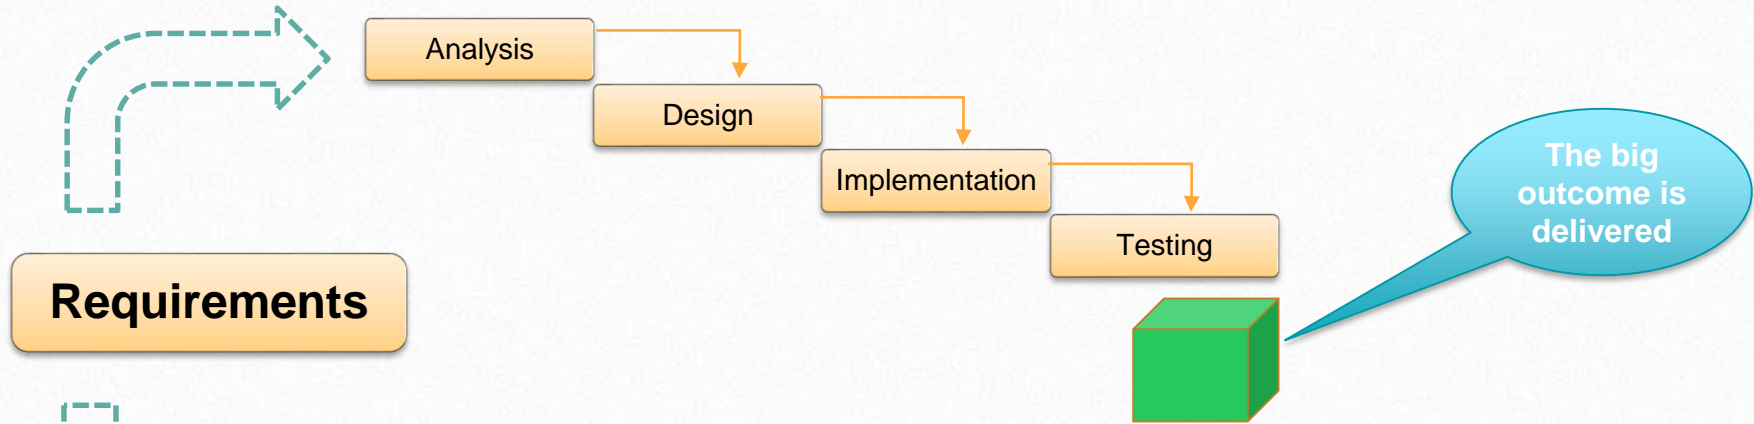 Analysis
Design
Implementation
Testing
The big
outcome is
delivered
Requirements